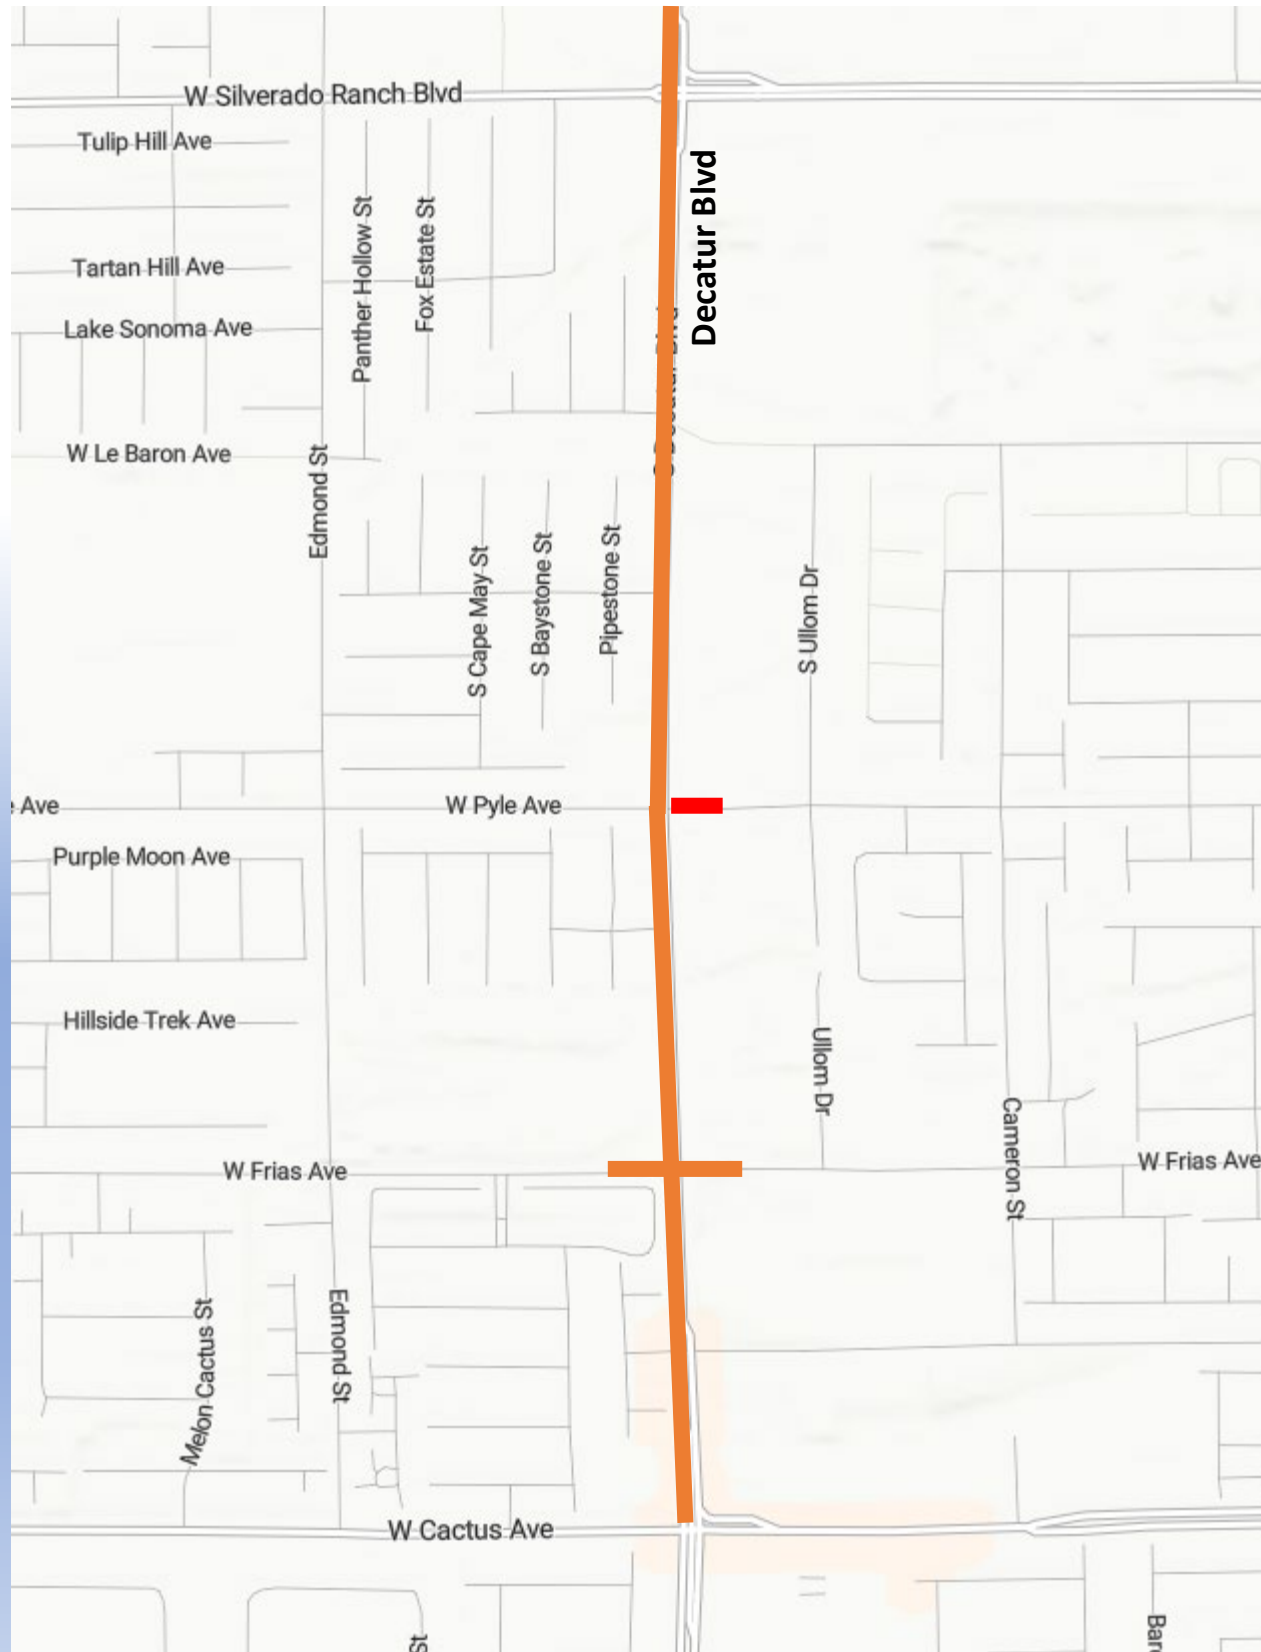 W Silverado Ranch Blvd
Tulip Hill Ave
Decatur Blvd
Panther Hollow St
Fox Estate St
Tartan Hill Ave
Lake Sonoma Ave
W Le Baron Ave
Edmond St
S Cape May St
S Baystone St
Pipestone St
S Ullom Dr
Ave
W Pyle Ave
Purple Moon Ave
Hillside Trek Ave
Ullom Dr
Cameron St
W Frias Ave
W Frias Ave
Melon Cactus St
Edmond St
W Cactus Ave
St